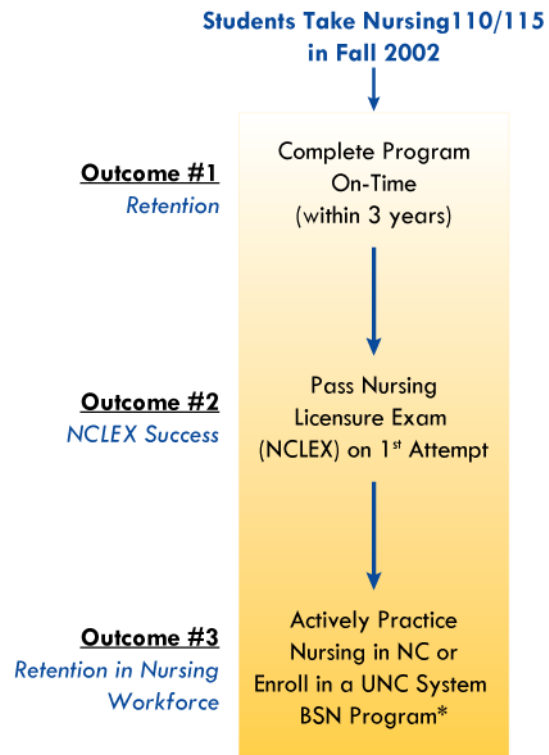 Students Take Nursing110/115
in Fall 2002
Outcome #1
Retention
Complete Program
On-Time
(within 3 years)
Outcome #2
NCLEX Success
Pass Nursing
Licensure Exam
(NCLEX) on 1st Attempt
Outcome #3
Retention in Nursing
Workforce
Actively Practice
Nursing in NC or
Enroll in a UNC System
BSN Program*